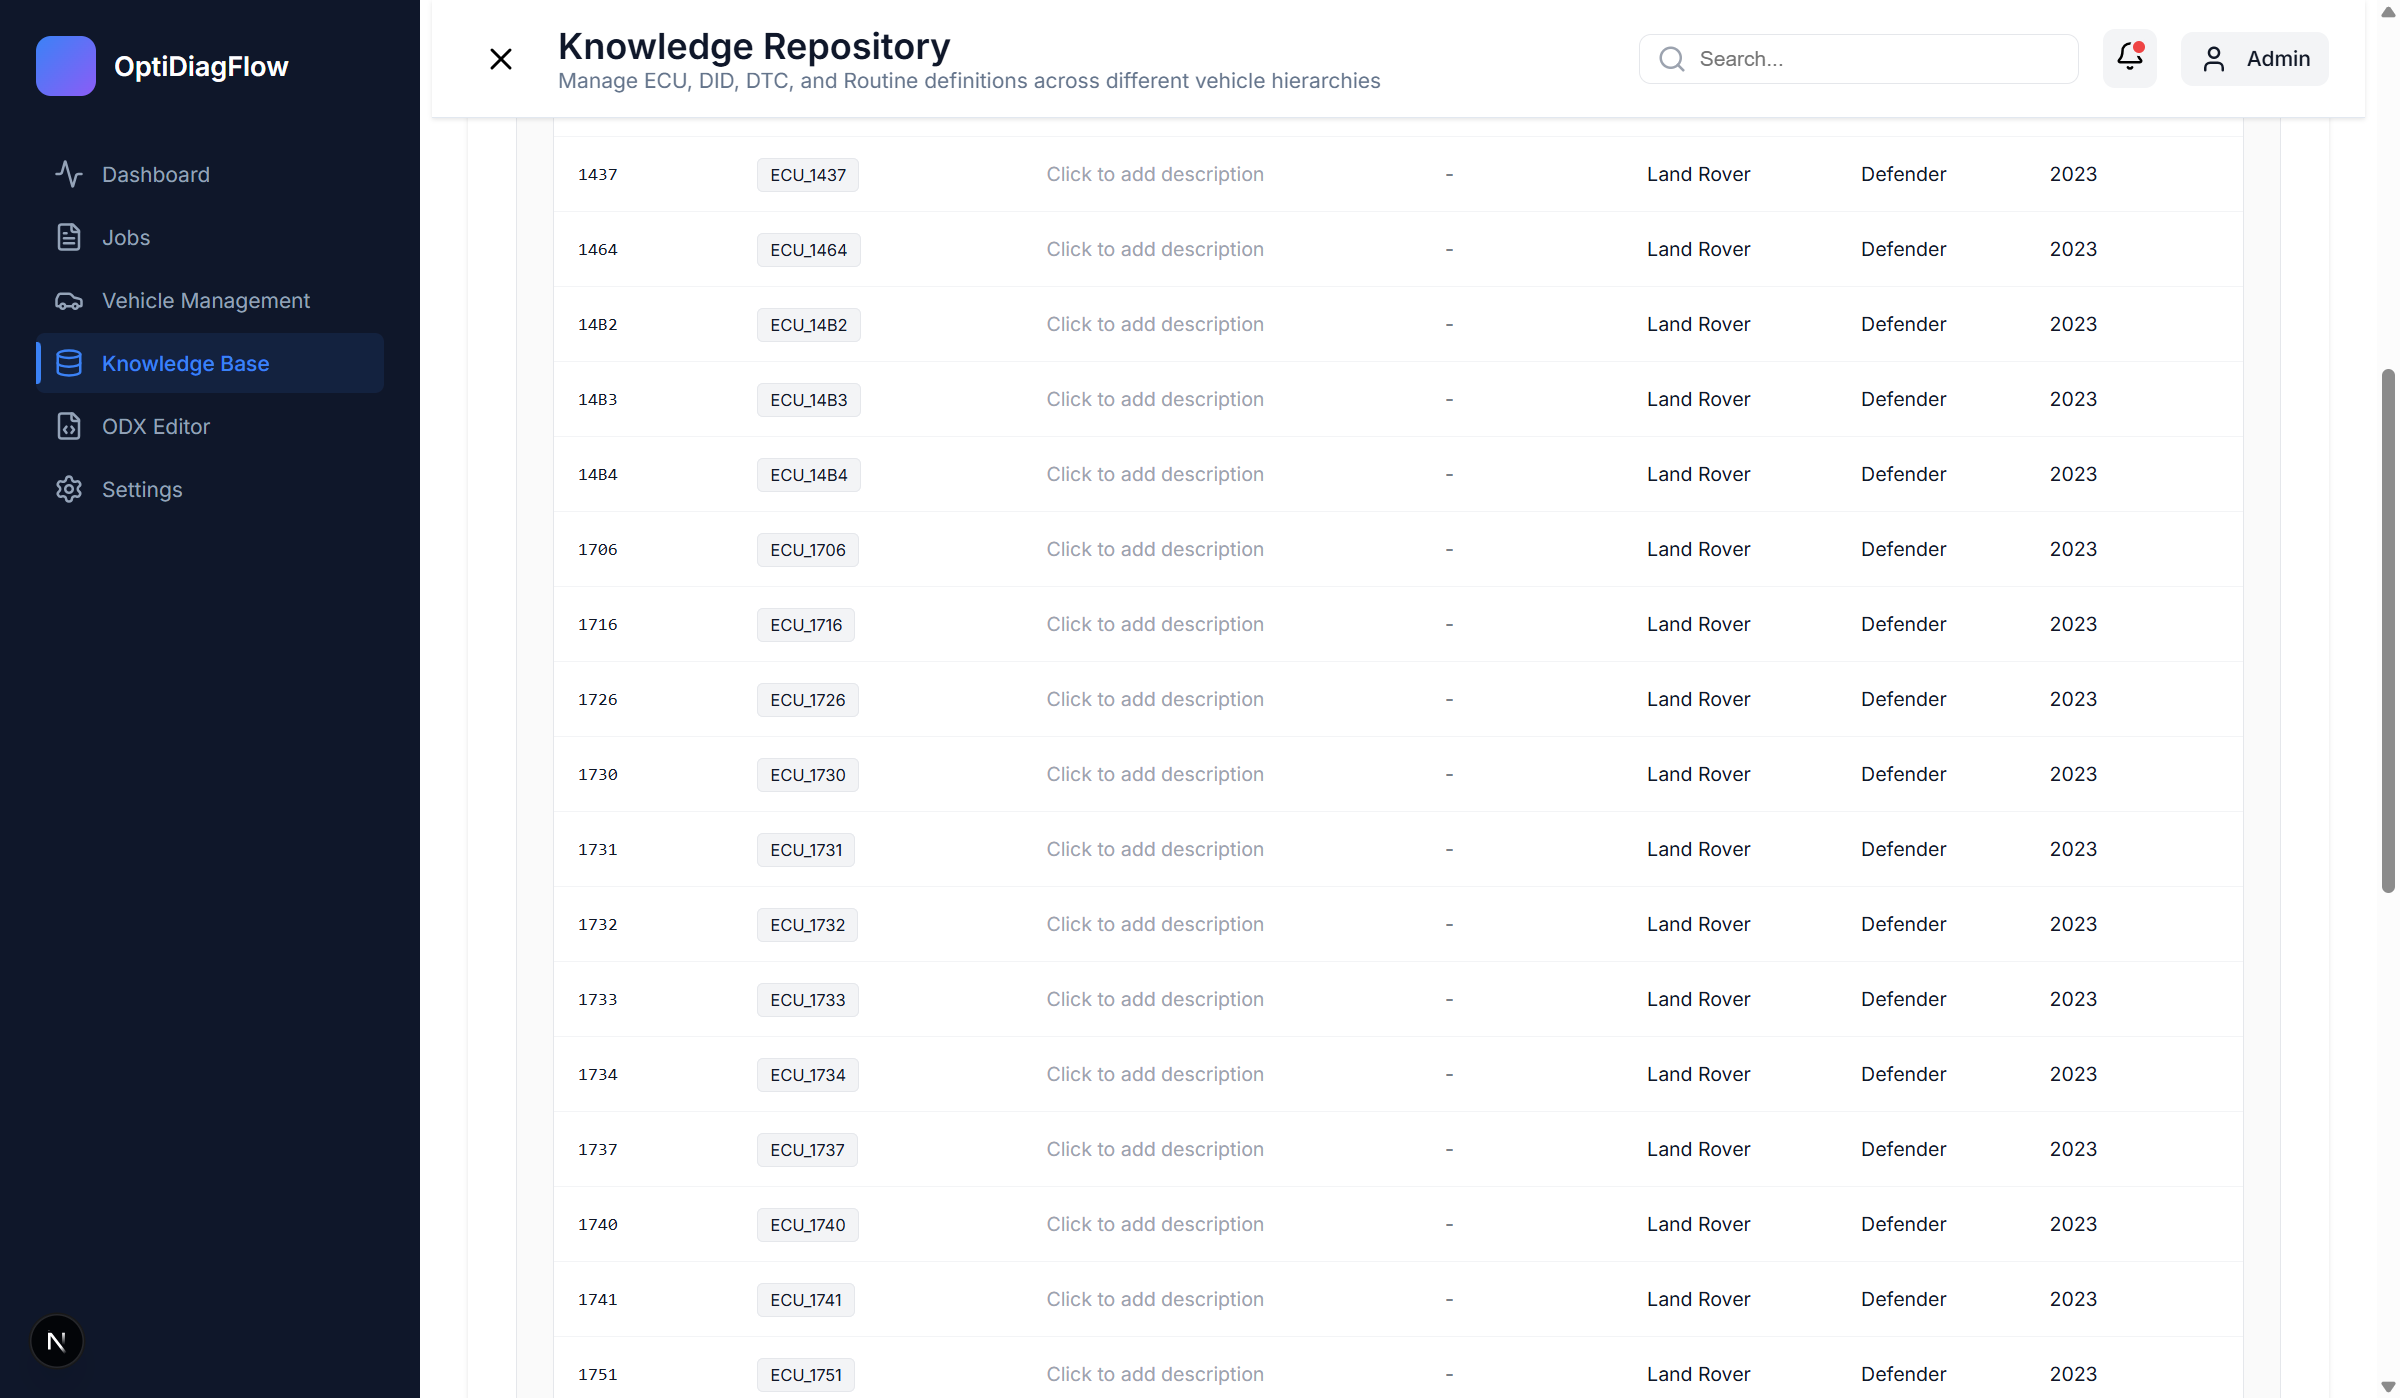 OptiDiagFlow
Dashboard
Jobs
Vehicle Management
Knowledge Base
ODX Editor
Settings
N
Knowledge Repository
Manage ECU, DID, DTC, and Routine definitions across different vehicle hierarchies
Search...
Admin
1437 ECU_1437 Click to add description - Land Rover Defender 2023
1464 ECU_1464 Click to add description - Land Rover Defender 2023
14B2 ECU_14B2 Click to add description - Land Rover Defender 2023
14B3 ECU_14B3 Click to add description - Land Rover Defender 2023
14B4 ECU_14B4 Click to add description - Land Rover Defender 2023
1706 ECU_1706 Click to add description - Land Rover Defender 2023
1716 ECU_1716 Click to add description - Land Rover Defender 2023
1726 ECU_1726 Click to add description - Land Rover Defender 2023
1730 ECU_1730 Click to add description - Land Rover Defender 2023
1731 ECU_1731 Click to add description - Land Rover Defender 2023
1732 ECU_1732 Click to add description - Land Rover Defender 2023
1733 ECU_1733 Click to add description - Land Rover Defender 2023
1734 ECU_1734 Click to add description - Land Rover Defender 2023
1737 ECU_1737 Click to add description - Land Rover Defender 2023
1740 ECU_1740 Click to add description - Land Rover Defender 2023
1741 ECU_1741 Click to add description - Land Rover Defender 2023
1751 ECU_1751 Click to add description - Land Rover Defender 2023